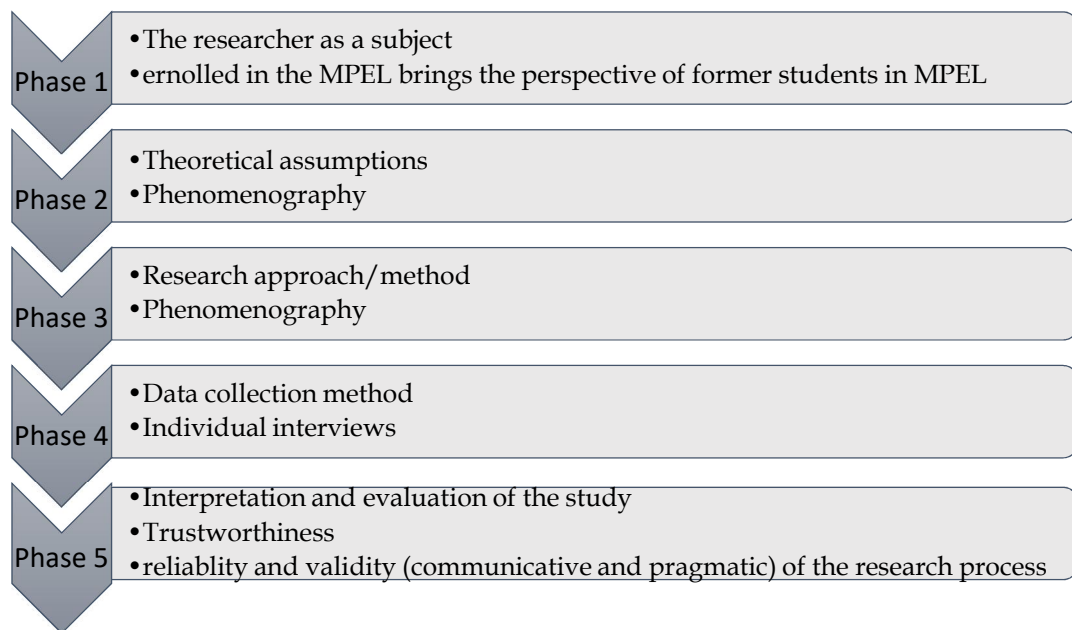 Phase 1
•The researcher as a subject
•ernolled in the MPEL brings the perspective of former students in MPEL
Phase 2
•Theoretical assumptions
•Phenomenography
Phase 3
•Research approach/method
•Phenomenography
Phase 4
•Data collection method
•Individual interviews
Phase 5
•Interpretation and evaluation of the study
•Trustworthiness
•reliablity and validity (communicative and pragmatic) of the research process